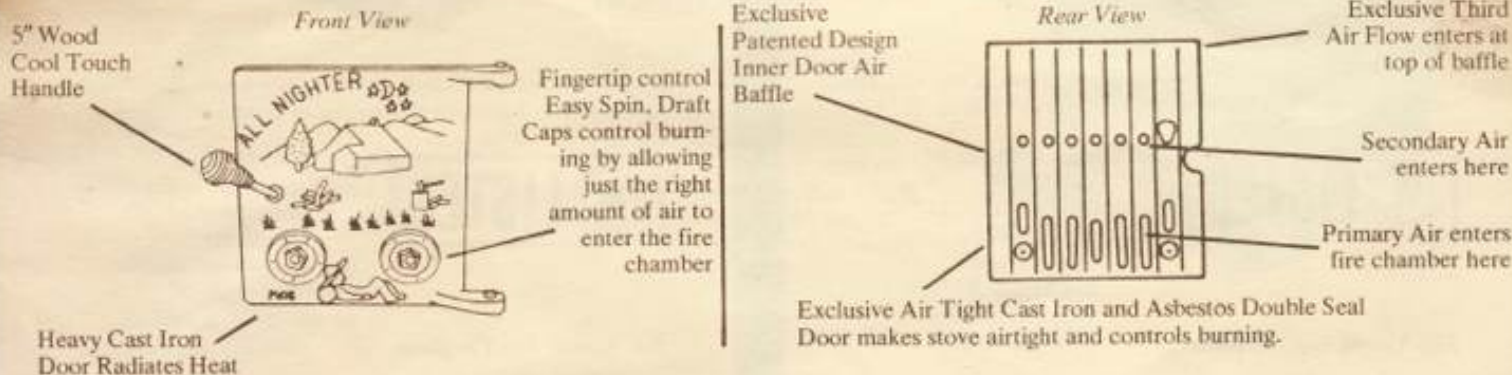 Front View
5" Wood
Cool Touch
Handle
ALL NIGHTER
Fingertip control
Easy Spin, Draft
Caps control burn-
ing by allowing
just the right
amount of air to
enter the fire
chamber
Heavy Cast Iron
Door Radiates Heat
Exclusive
Patented Design
Inner Door Air
Baffle
Rear View
Exclusive Third
Air Flow enters at
top of baffle
Secondary Air
enters here
Primary Air enters
fire chamber here
Exclusive Air Tight Cast Iron and Asbestos Double Seal
Door makes stove airtight and controls burning.